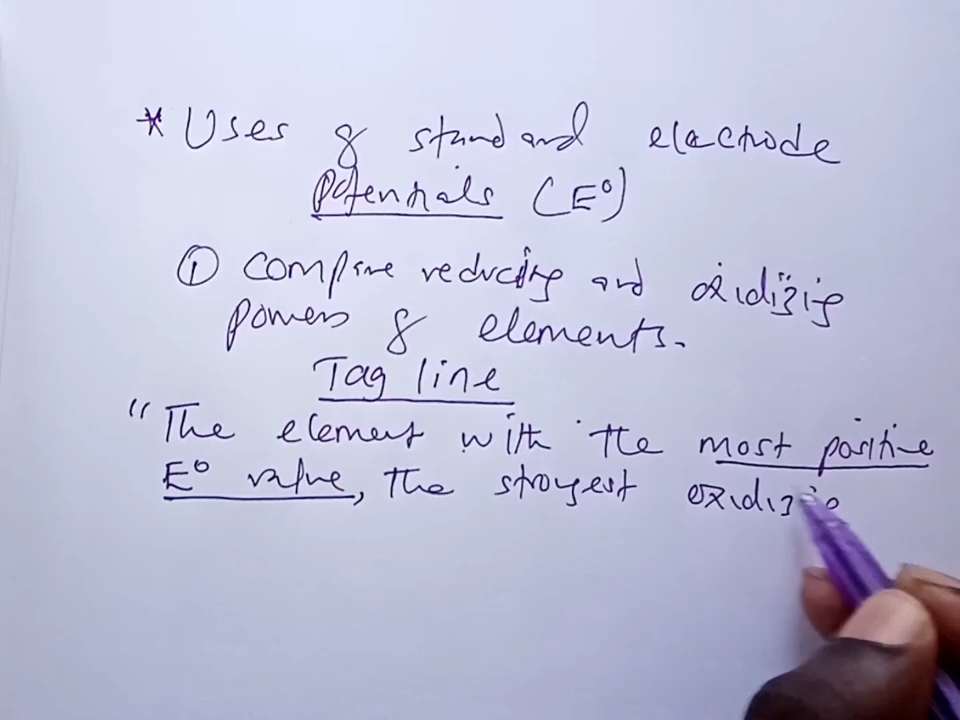 * Uses of standard electrode
potentials (E°)
① Compare reducing and oxidizing
powers of elements.
Tag line
"The element with the most positive
E° value, the strongest oxidizin